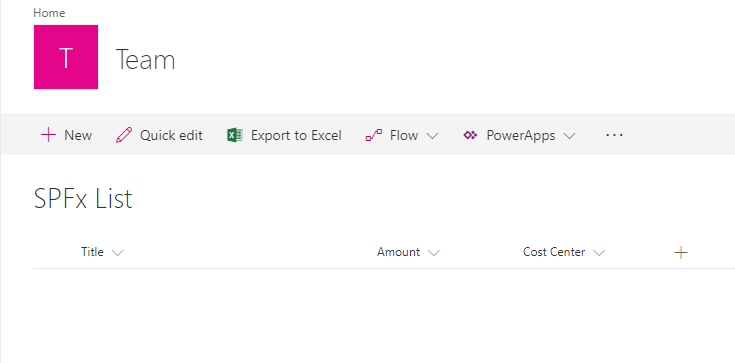 Home
T
Team
New Quick edit Export to Excel Flow PowerApps ...
SPFx List
Title Amount Cost Center